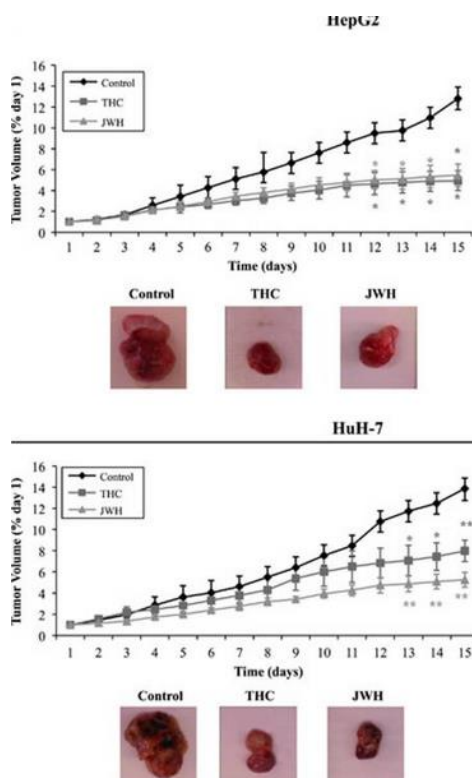 HepG2
16
14
12
10
8
6
4
2
0
Tumor Volume (% day 1)
Control
THC
JWH
* * * *
* * * *
1 2 3 4 5 6 7 8 9 10 11 12 13 14 15
Time (days)
Control THC JWH
HuH-7
16
14
12
10
8
6
4
2
0
Tumor Volume (% day 1)
Control
THC
JWH
* * **
** ** **
1 2 3 4 5 6 7 8 9 10 11 12 13 14 15
Time (days)
Control THC JWH